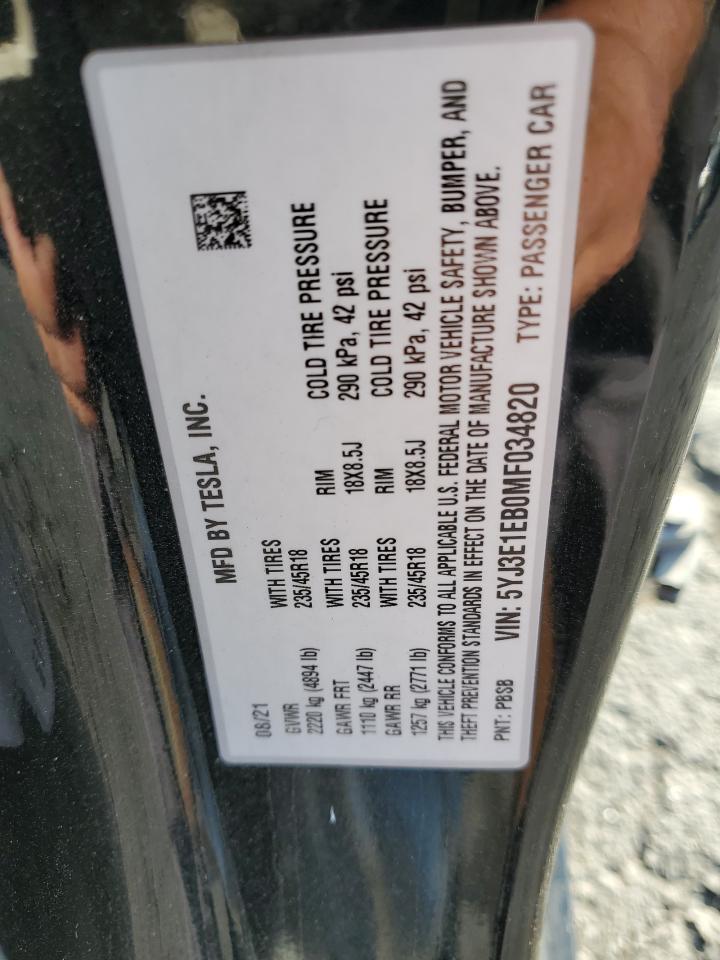 MFD BY TESLA, INC.
08/21
GVWR WITH TIRES RIM COLD TIRE PRESSURE
2220 kg (4894 lb) 235/45R18 18X8.5J 290 kPa, 42 psi
GAWR FRT WITH TIRES RIM COLD TIRE PRESSURE
1110 kg (2447 lb) 235/45R18 18X8.5J 290 kPa, 42 psi
GAWR RR WITH TIRES
1257 kg (2771 lb) 235/45R18
THIS VEHICLE CONFORMS TO ALL APPLICABLE U.S. FEDERAL MOTOR VEHICLE SAFETY, BUMPER, AND
THEFT PREVENTION STANDARDS IN EFFECT ON THE DATE OF MANUFACTURE SHOWN ABOVE.
PNT: PBSB VIN: 5YJ3E1EB0MF034820 TYPE: PASSENGER CAR